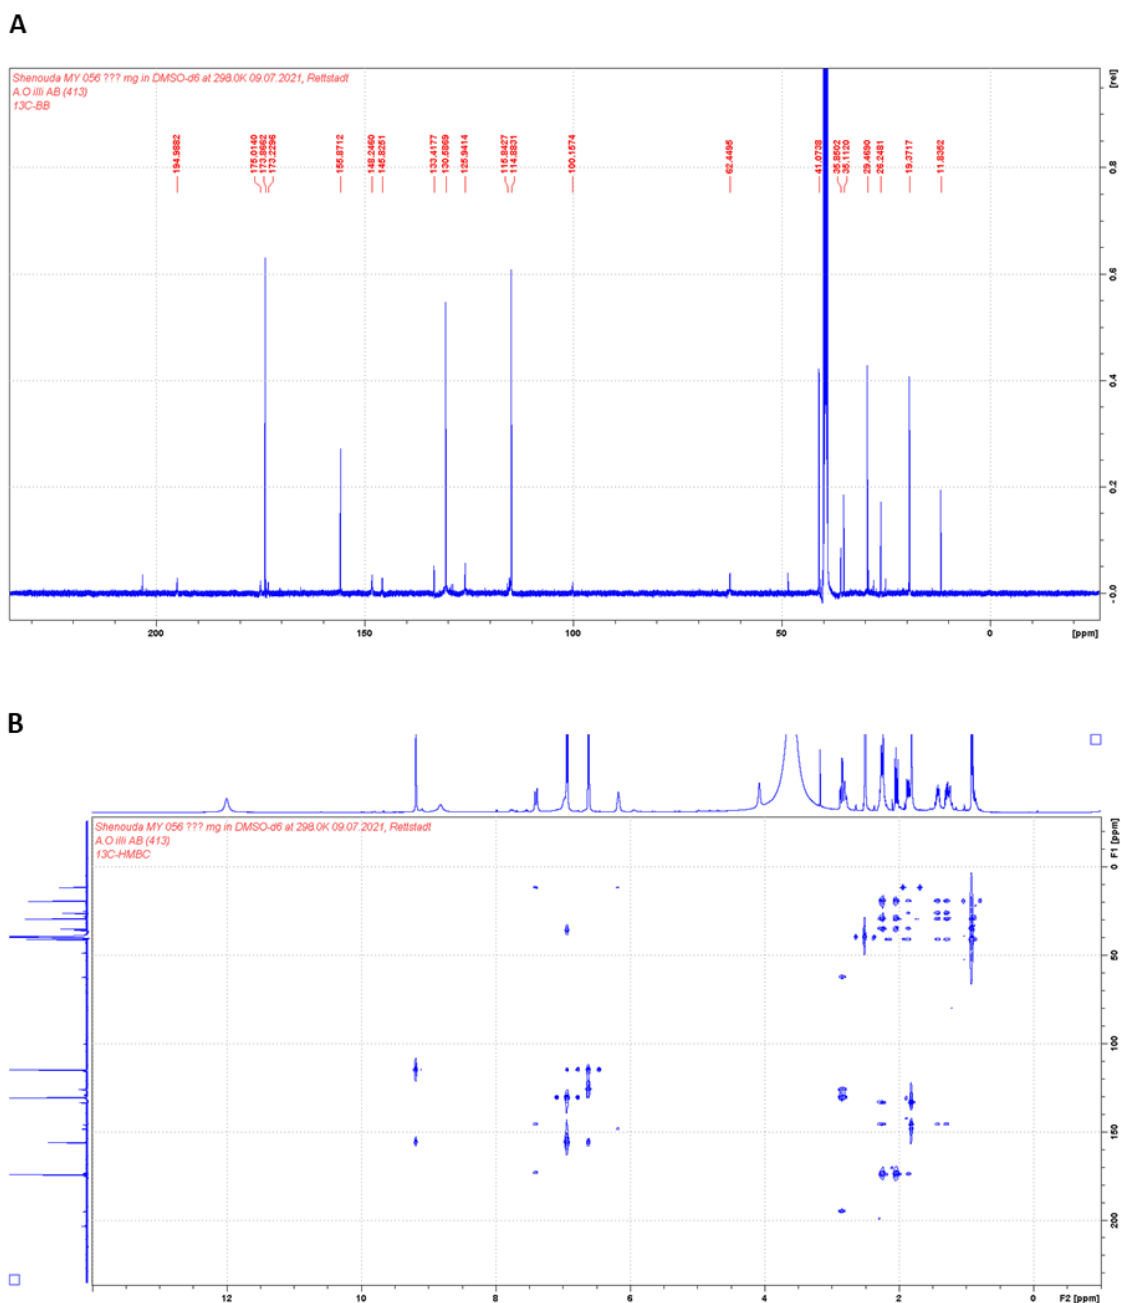 A
Shenouda MY 056 ??? mg in DMSO-d6 at 298.0K 09.07.2021, Rettstadt
A.O illi AB (413)
13C-BB
194.9882
175.0140
173.8662
173.2296
155.8712
148.2460
145.8251
133.4177
130.5869
125.9414
115.8427
114.8831
100.1574
62.4495
41.0738
35.8502
35.1120
29.4690
26.2481
19.3717
11.8352
[rel]
0.8
0.6
0.4
0.2
-0.0
200 150 100 50 0 [ppm]
B
Shenouda MY 056 ??? mg in DMSO-d6 at 298.0K 09.07.2021, Rettstadt
A.O illi AB (413)
13C-HMBC
F1 [ppm]
0
50
100
150
200
12 10 8 6 4 2 0 F2 [ppm]